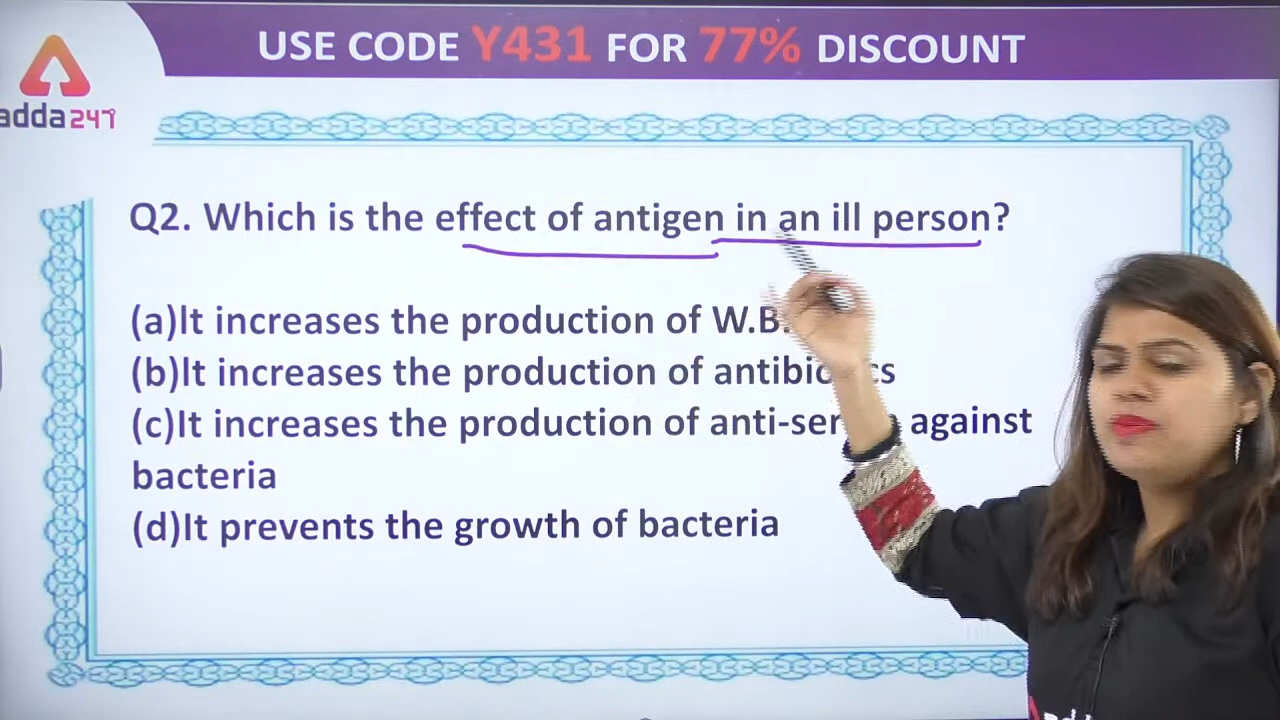 USE CODE Y431 FOR 77% DISCOUNT
adda247
Q2. Which is the effect of antigen in an ill person?
(a)It increases the production of W.B.
(b)It increases the production of
(c)It increases the production of against
bacteria
(d)It prevents the growth of bacteria